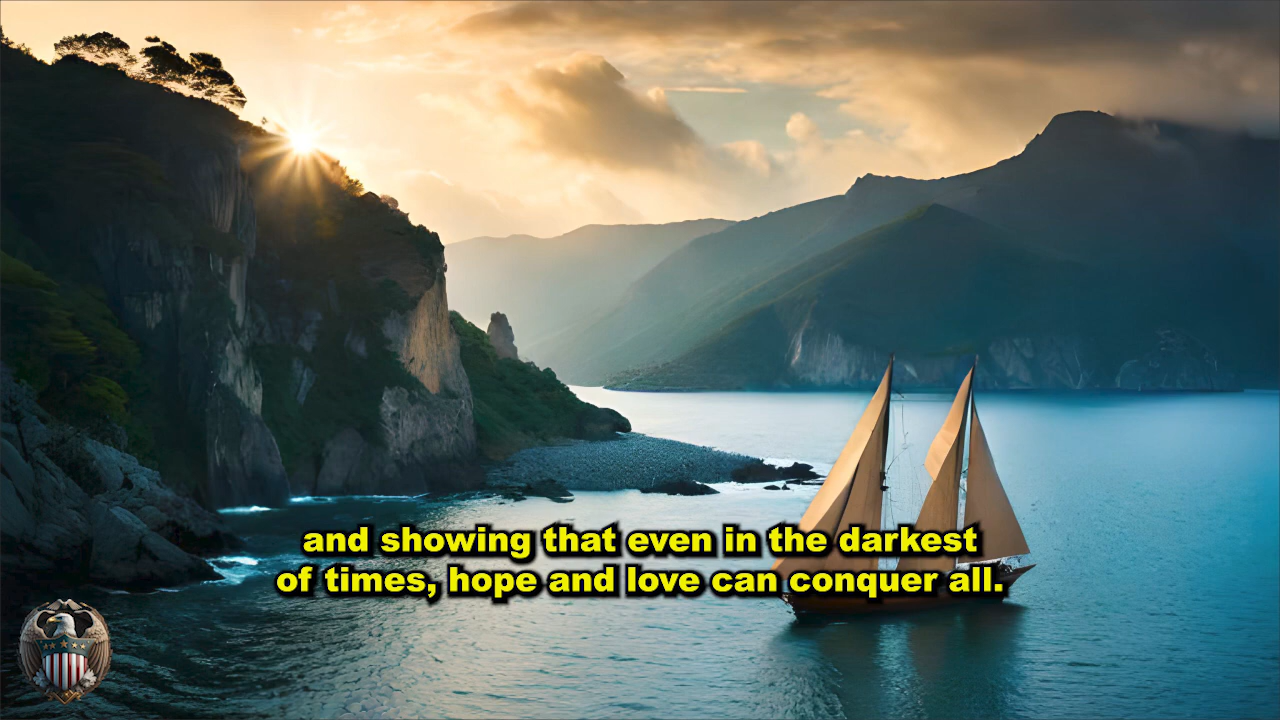 and showing that even in the darkest
of times, hope and love can conquer all.